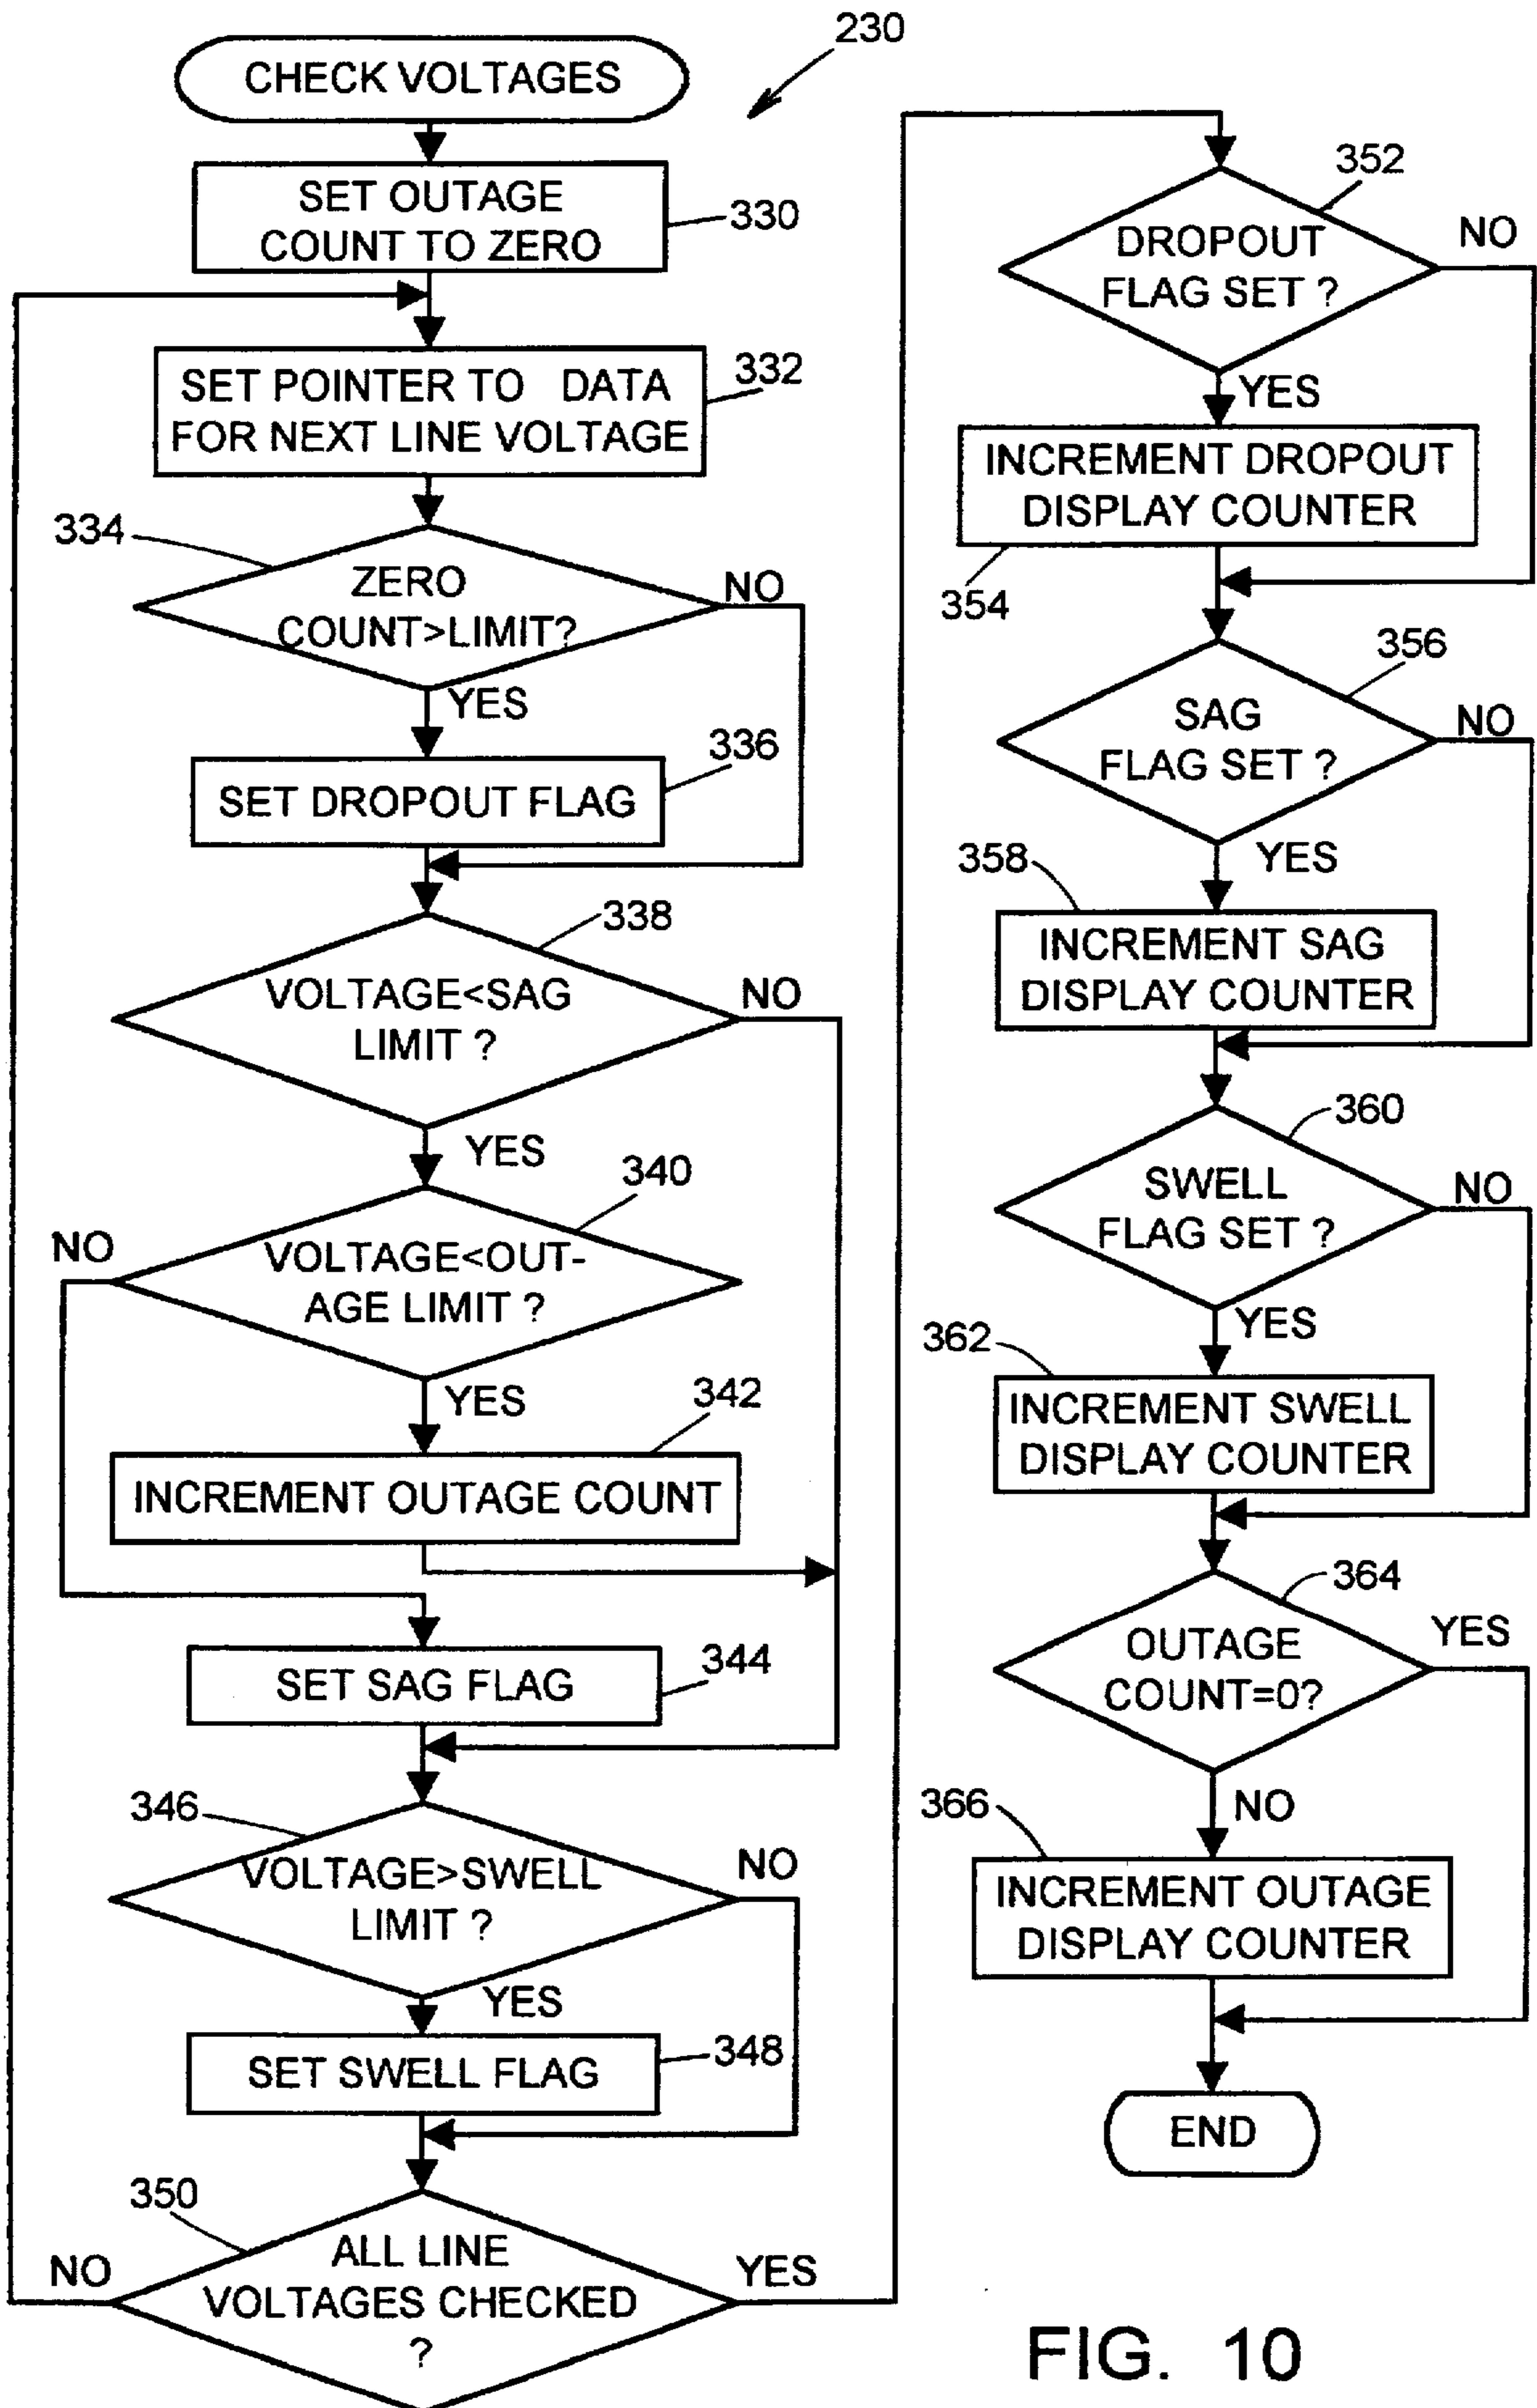 230
CHECK VOLTAGES
SET OUTAGE
COUNT TO ZERO
330
SET POINTER TO DATA
FOR NEXT LINE VOLTAGE
332
334
ZERO
COUNT>LIMIT?
NO
YES
336
SET DROPOUT FLAG
338
VOLTAGE<SAG
LIMIT ?
NO
YES
340
NO
VOLTAGE<OUT-
AGE LIMIT ?
YES
342
INCREMENT OUTAGE COUNT
SET SAG FLAG
344
346
VOLTAGE>SWELL
LIMIT ?
NO
YES
SET SWELL FLAG
348
350
NO
ALL LINE
VOLTAGES CHECKED
?
YES
352
DROPOUT
FLAG SET ?
NO
YES
INCREMENT DROPOUT
DISPLAY COUNTER
354
356
SAG
FLAG SET ?
NO
YES
358
INCREMENT SAG
DISPLAY COUNTER
360
SWELL
FLAG SET ?
NO
YES
362
INCREMENT SWELL
DISPLAY COUNTER
364
OUTAGE
COUNT=0?
YES
NO
366
INCREMENT OUTAGE
DISPLAY COUNTER
END
FIG. 10